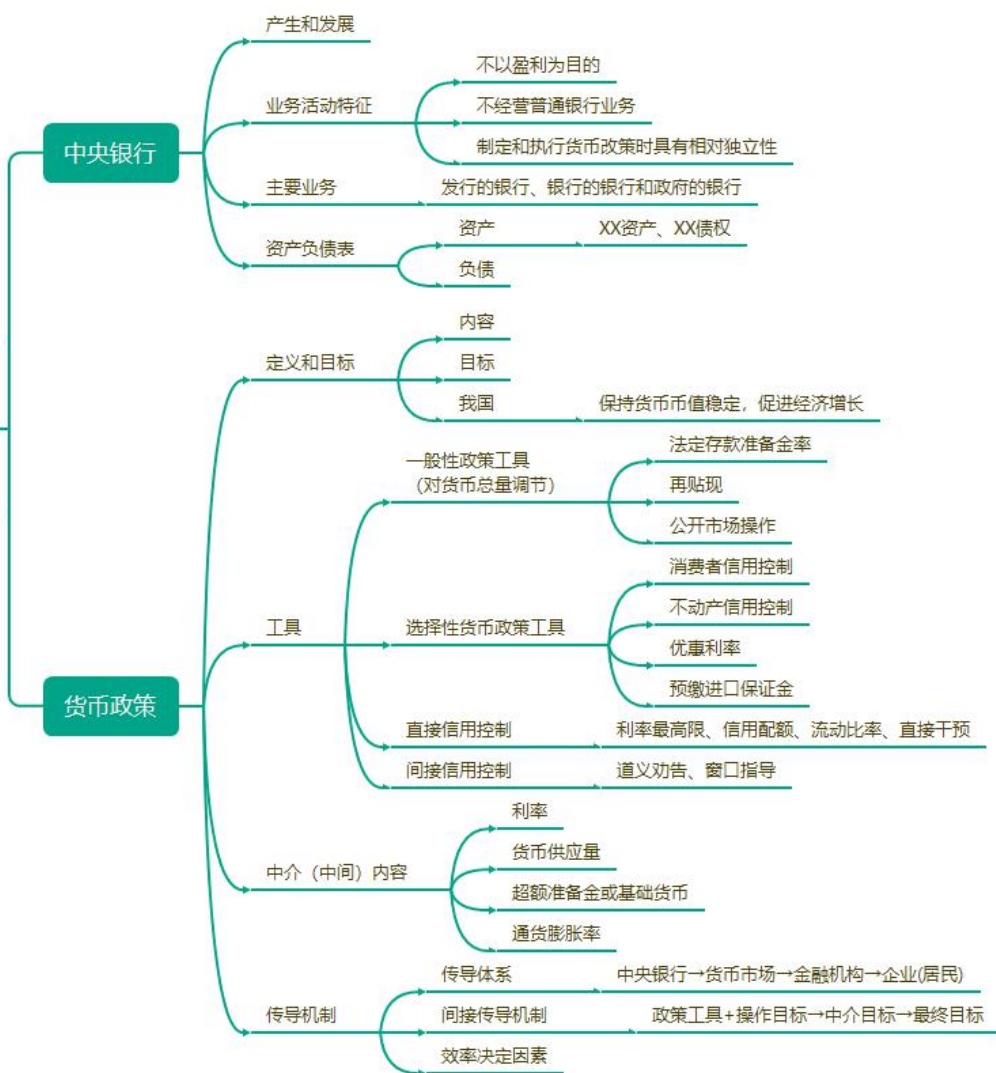 产生和发展
不以盈利为目的
业务活动特征
不经营普通银行业务
中央银行
制定和执行货币改策时具有相对独立性
主要业务
发行的银行、银行的银行和政府的银行
资产
XX资产、XX债权
资产负债表
负债
内容
定义和目标
目标
我国
保持货币币值稳定，促进经济增长
一般性政策工具
（对货币总量调节）
法定存款准备金率
再贴现
公开市场操作
消费者信用控制
工具
选择性货币政策工具
不动产信用控制
优惠利率
预缴进口保证金
货币政策
直接信用控制
利率最高限、信用配额、流动比率、直接干预
间接信用控制
道义劝告、窗口指导
利率
货币供应量
中介（中间）内容
超额准备金或基础货币
通货膨胀率
传导体系
中央银行→货币市场→金融机构→企业(居民)
传导机制
间接传导机制
政策工具+操作目标→中介目标→最终目标
效率决定因素